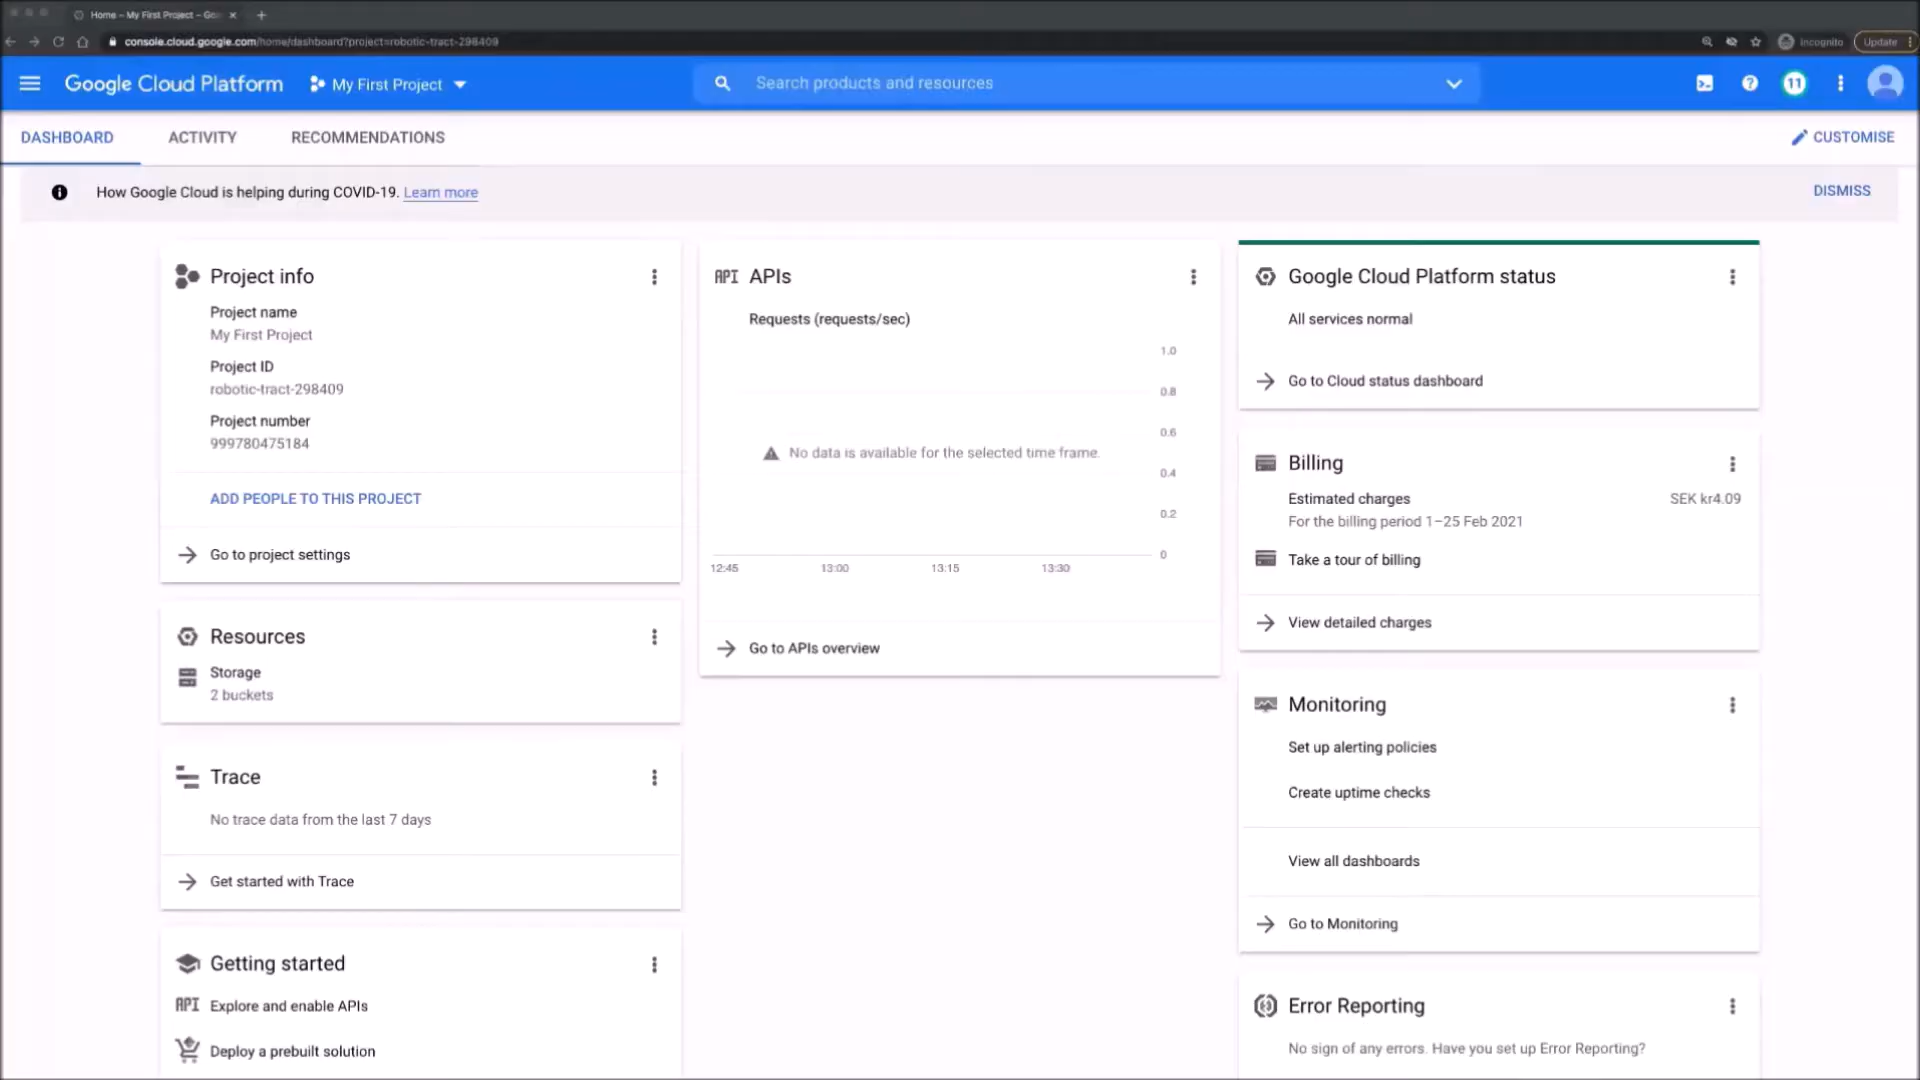 Home – My First Project – Goo
console.cloud.google.com/home/dashboard?project=robotic-tract-298409
Incognito
Update
Google Cloud Platform
My First Project
Search products and resources
11
DASHBOARD
ACTIVITY
RECOMMENDATIONS
CUSTOMISE
How Google Cloud is helping during COVID-19. Learn more
DISMISS
Project info
Project name
My First Project
Project ID
robotic-tract-298409
Project number
999780475184
ADD PEOPLE TO THIS PROJECT
Go to project settings
Resources
Storage
2 buckets
Trace
No trace data from the last 7 days
Get started with Trace
Getting started
API Explore and enable APIs
Deploy a prebuilt solution
API APIs
Requests (requests/sec)
1.0
0.8
0.6
No data is available for the selected time frame.
0.4
0.2
0
12:45 13:00 13:15 13:30
Go to APIs overview
Google Cloud Platform status
All services normal
Go to Cloud status dashboard
Billing
Estimated charges SEK kr4.09
For the billing period 1–25 Feb 2021
Take a tour of billing
View detailed charges
Monitoring
Set up alerting policies
Create uptime checks
View all dashboards
Go to Monitoring
Error Reporting
No sign of any errors. Have you set up Error Reporting?